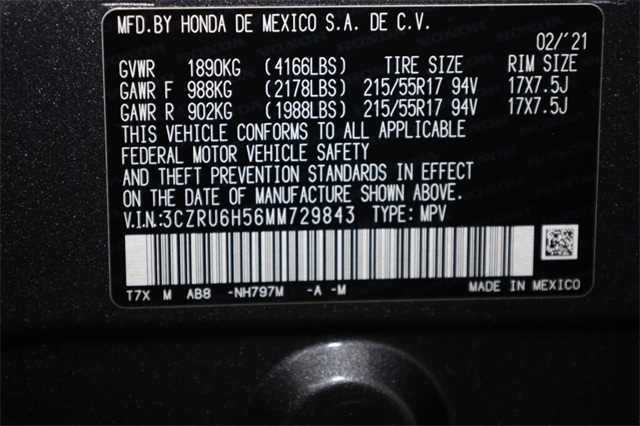 MFD.BY HONDA DE MEXICO S.A. DE C.V.
02/'21
GVWR 1890KG (4166LBS) TIRE SIZE RIM SIZE
GAWR F 988KG (2178LBS) 215/55R17 94V 17X7.5J
GAWR R 902KG (1988LBS) 215/55R17 94V 17X7.5J
THIS VEHICLE CONFORMS TO ALL APPLICABLE
FEDERAL MOTOR VEHICLE SAFETY
AND THEFT PREVENTION STANDARDS IN EFFECT
ON THE DATE OF MANUFACTURE SHOWN ABOVE.
V.I.N:3CZRU6H56MM729843 TYPE: MPV
T7X M AB8 -NH797M -A -M MADE IN MEXICO